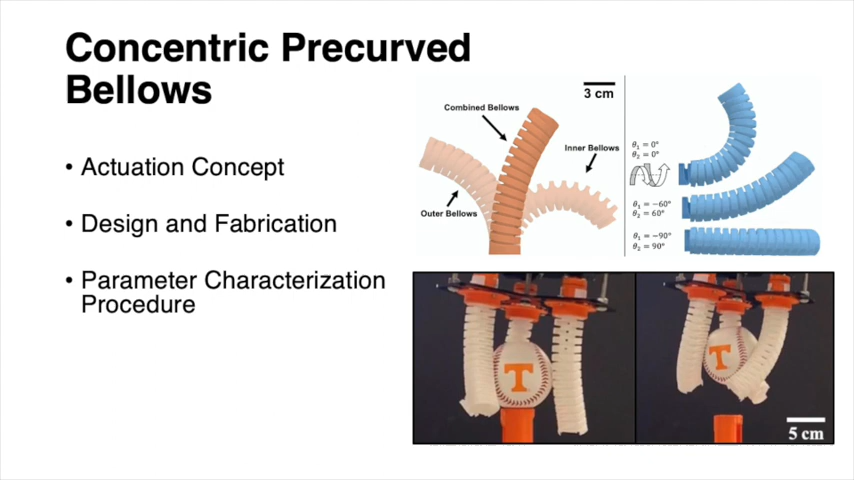 Concentric Precurved
Bellows
• Actuation Concept
• Design and Fabrication
• Parameter Characterization
Procedure
Combined Bellows
Inner Bellows
Outer Bellows
3 cm
θ₁ = 0°
θ₂ = 0°
θ₁ = −60°
θ₂ = 60°
θ₁ = −90°
θ₂ = 90°
T
T
5 cm